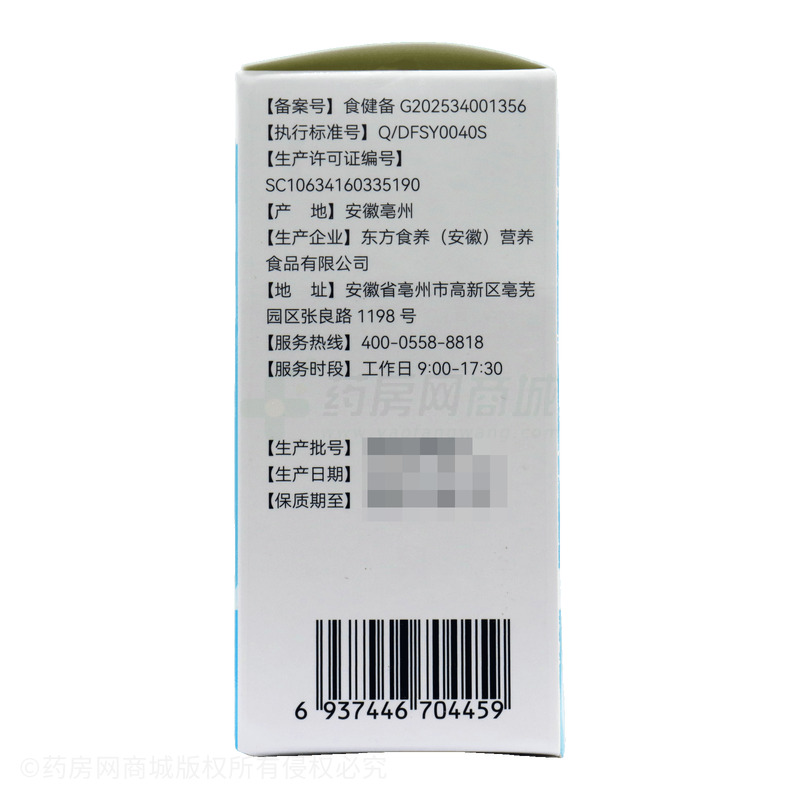 【备案号】食健备 G202534001356
【执行标准号】Q/DFSY0040S
【生产许可证编号】
SC10634160335190
【产 地】安徽亳州
【生产企业】东方食养（安徽）营养
食品有限公司
【地 址】安徽省亳州市高新区亳芜
园区张良路 1198 号
【服务热线】400-0558-8818
【服务时段】工作日 9:00-17:30
药房网商城
www.yaofangwang.com
【生产批号】
【生产日期】
【保质期至】
6 937446 704459
©药房网商城版权所有侵权必究